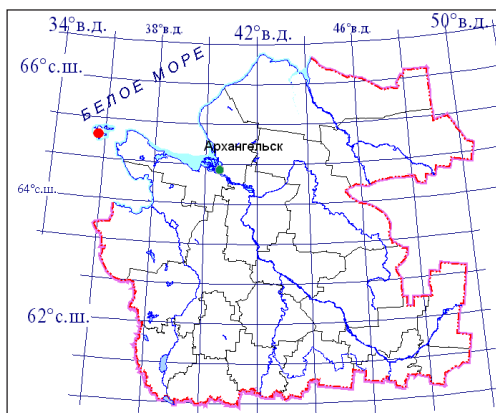 34°в.д.
38°в.д.
42°в.д.
46°в.д.
50°в.д.
66°с.ш.
БЕЛОЕ МОРЕ
Архангельск
64°с.ш.
62°с.ш.